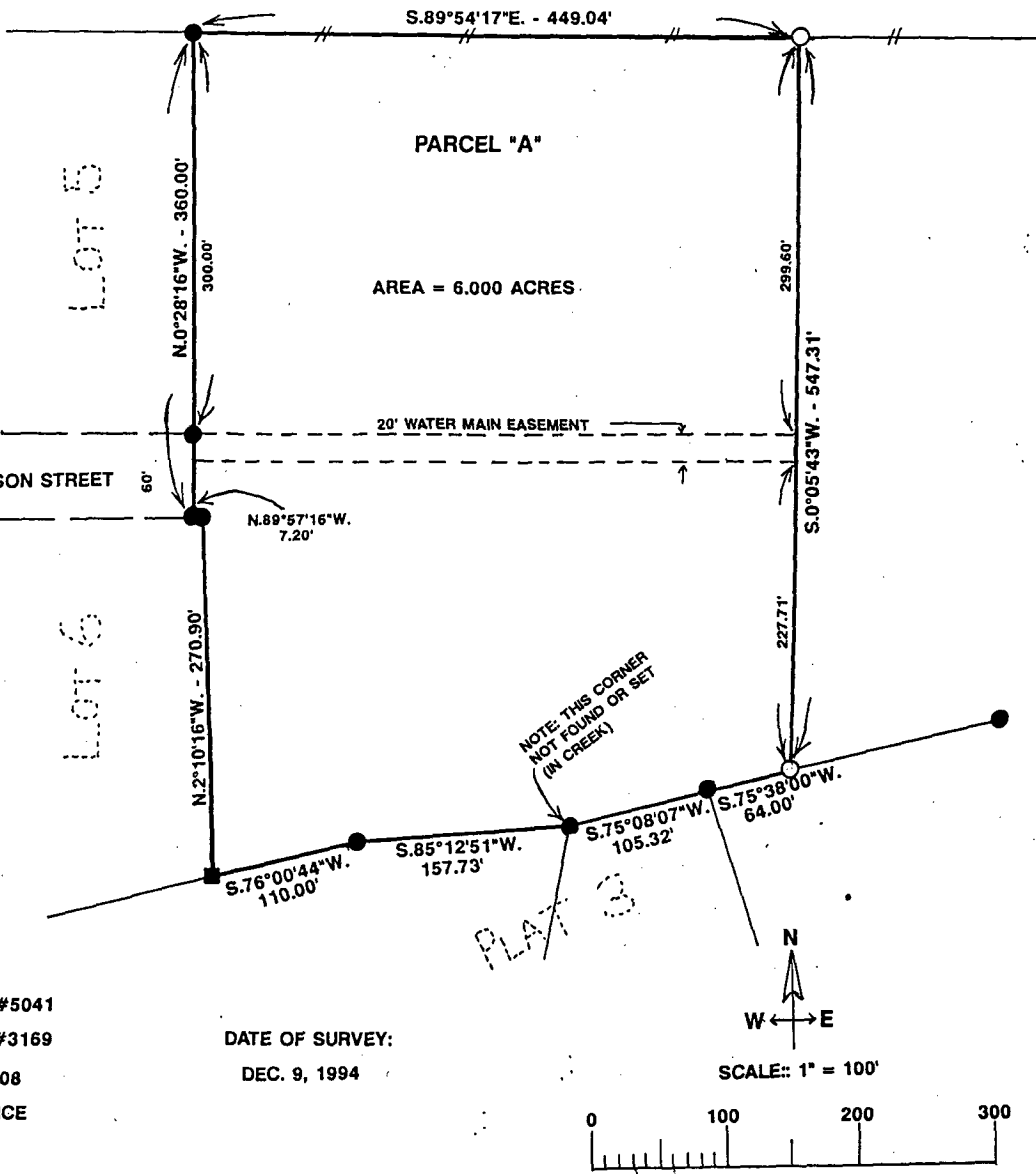 S.89°54'17"E. - 449.04'
PARCEL "A"
LOT 5
N.0°28'16"W. - 360.00'
300.00'
299.60'
AREA = 6.000 ACRES
S.0°05'43"W. - 547.31'
20' WATER MAIN EASEMENT
SON STREET
60'
N.89°57'16"W.
7.20'
LOT 6
N.2°10'16"W. - 270.90'
227.71'
NOTE: THIS CORNER
NOT FOUND OR SET
(IN CREEK)
S.75°38'00"W.
64.00'
S.75°08'07"W.
105.32'
S.85°12'51"W.
157.73'
S.76°00'44"W.
110.00'
PLAT 3
N
W E
#5041
#3169
08
CE
DATE OF SURVEY:
DEC. 9, 1994
SCALE:: 1" = 100'
0 100 200 300